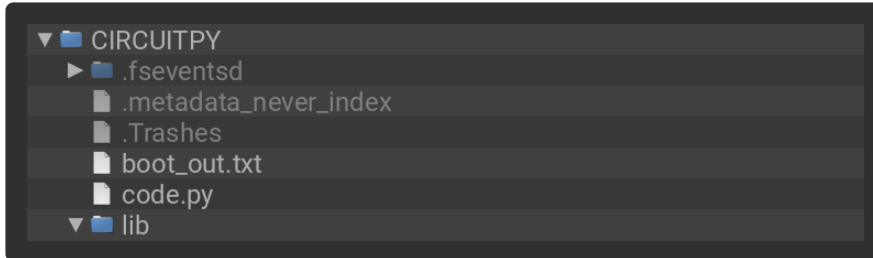 CIRCUITPY
.fseventsd
.metadata_never_index
.Trashes
boot_out.txt
code.py
lib